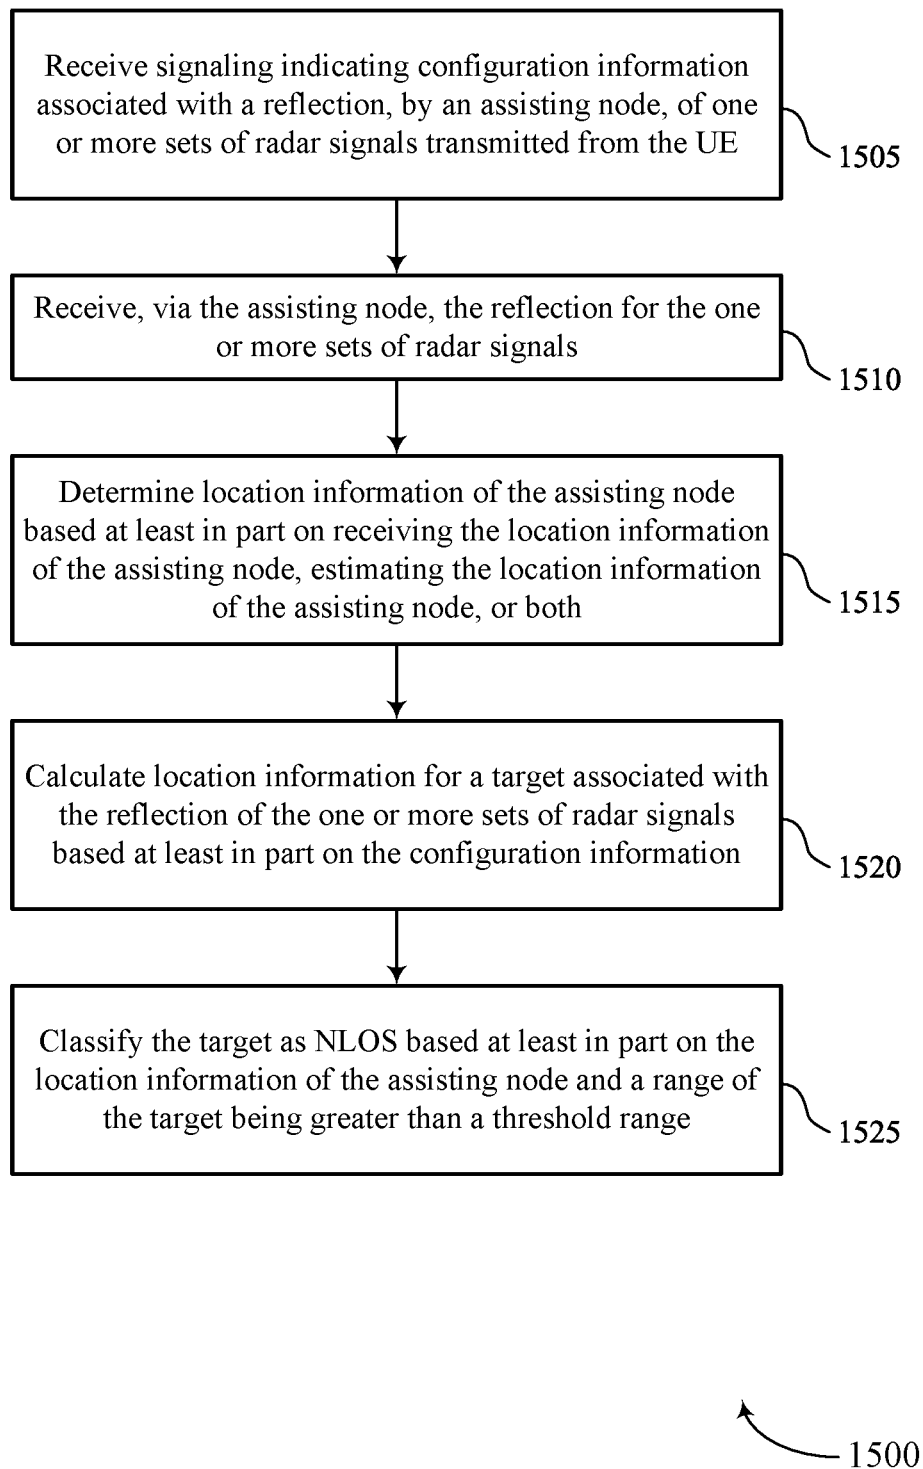 Receive signaling indicating configuration information
associated with a reflection, by an assisting node, of one
or more sets of radar signals transmitted from the UE
1505
Receive, via the assisting node, the reflection for the one
or more sets of radar signals
1510
Determine location information of the assisting node
based at least in part on receiving the location information
of the assisting node, estimating the location information
of the assisting node, or both
1515
Calculate location information for a target associated with
the reflection of the one or more sets of radar signals
based at least in part on the configuration information
1520
Classify the target as NLOS based at least in part on the
location information of the assisting node and a range of
the target being greater than a threshold range
1525
1500